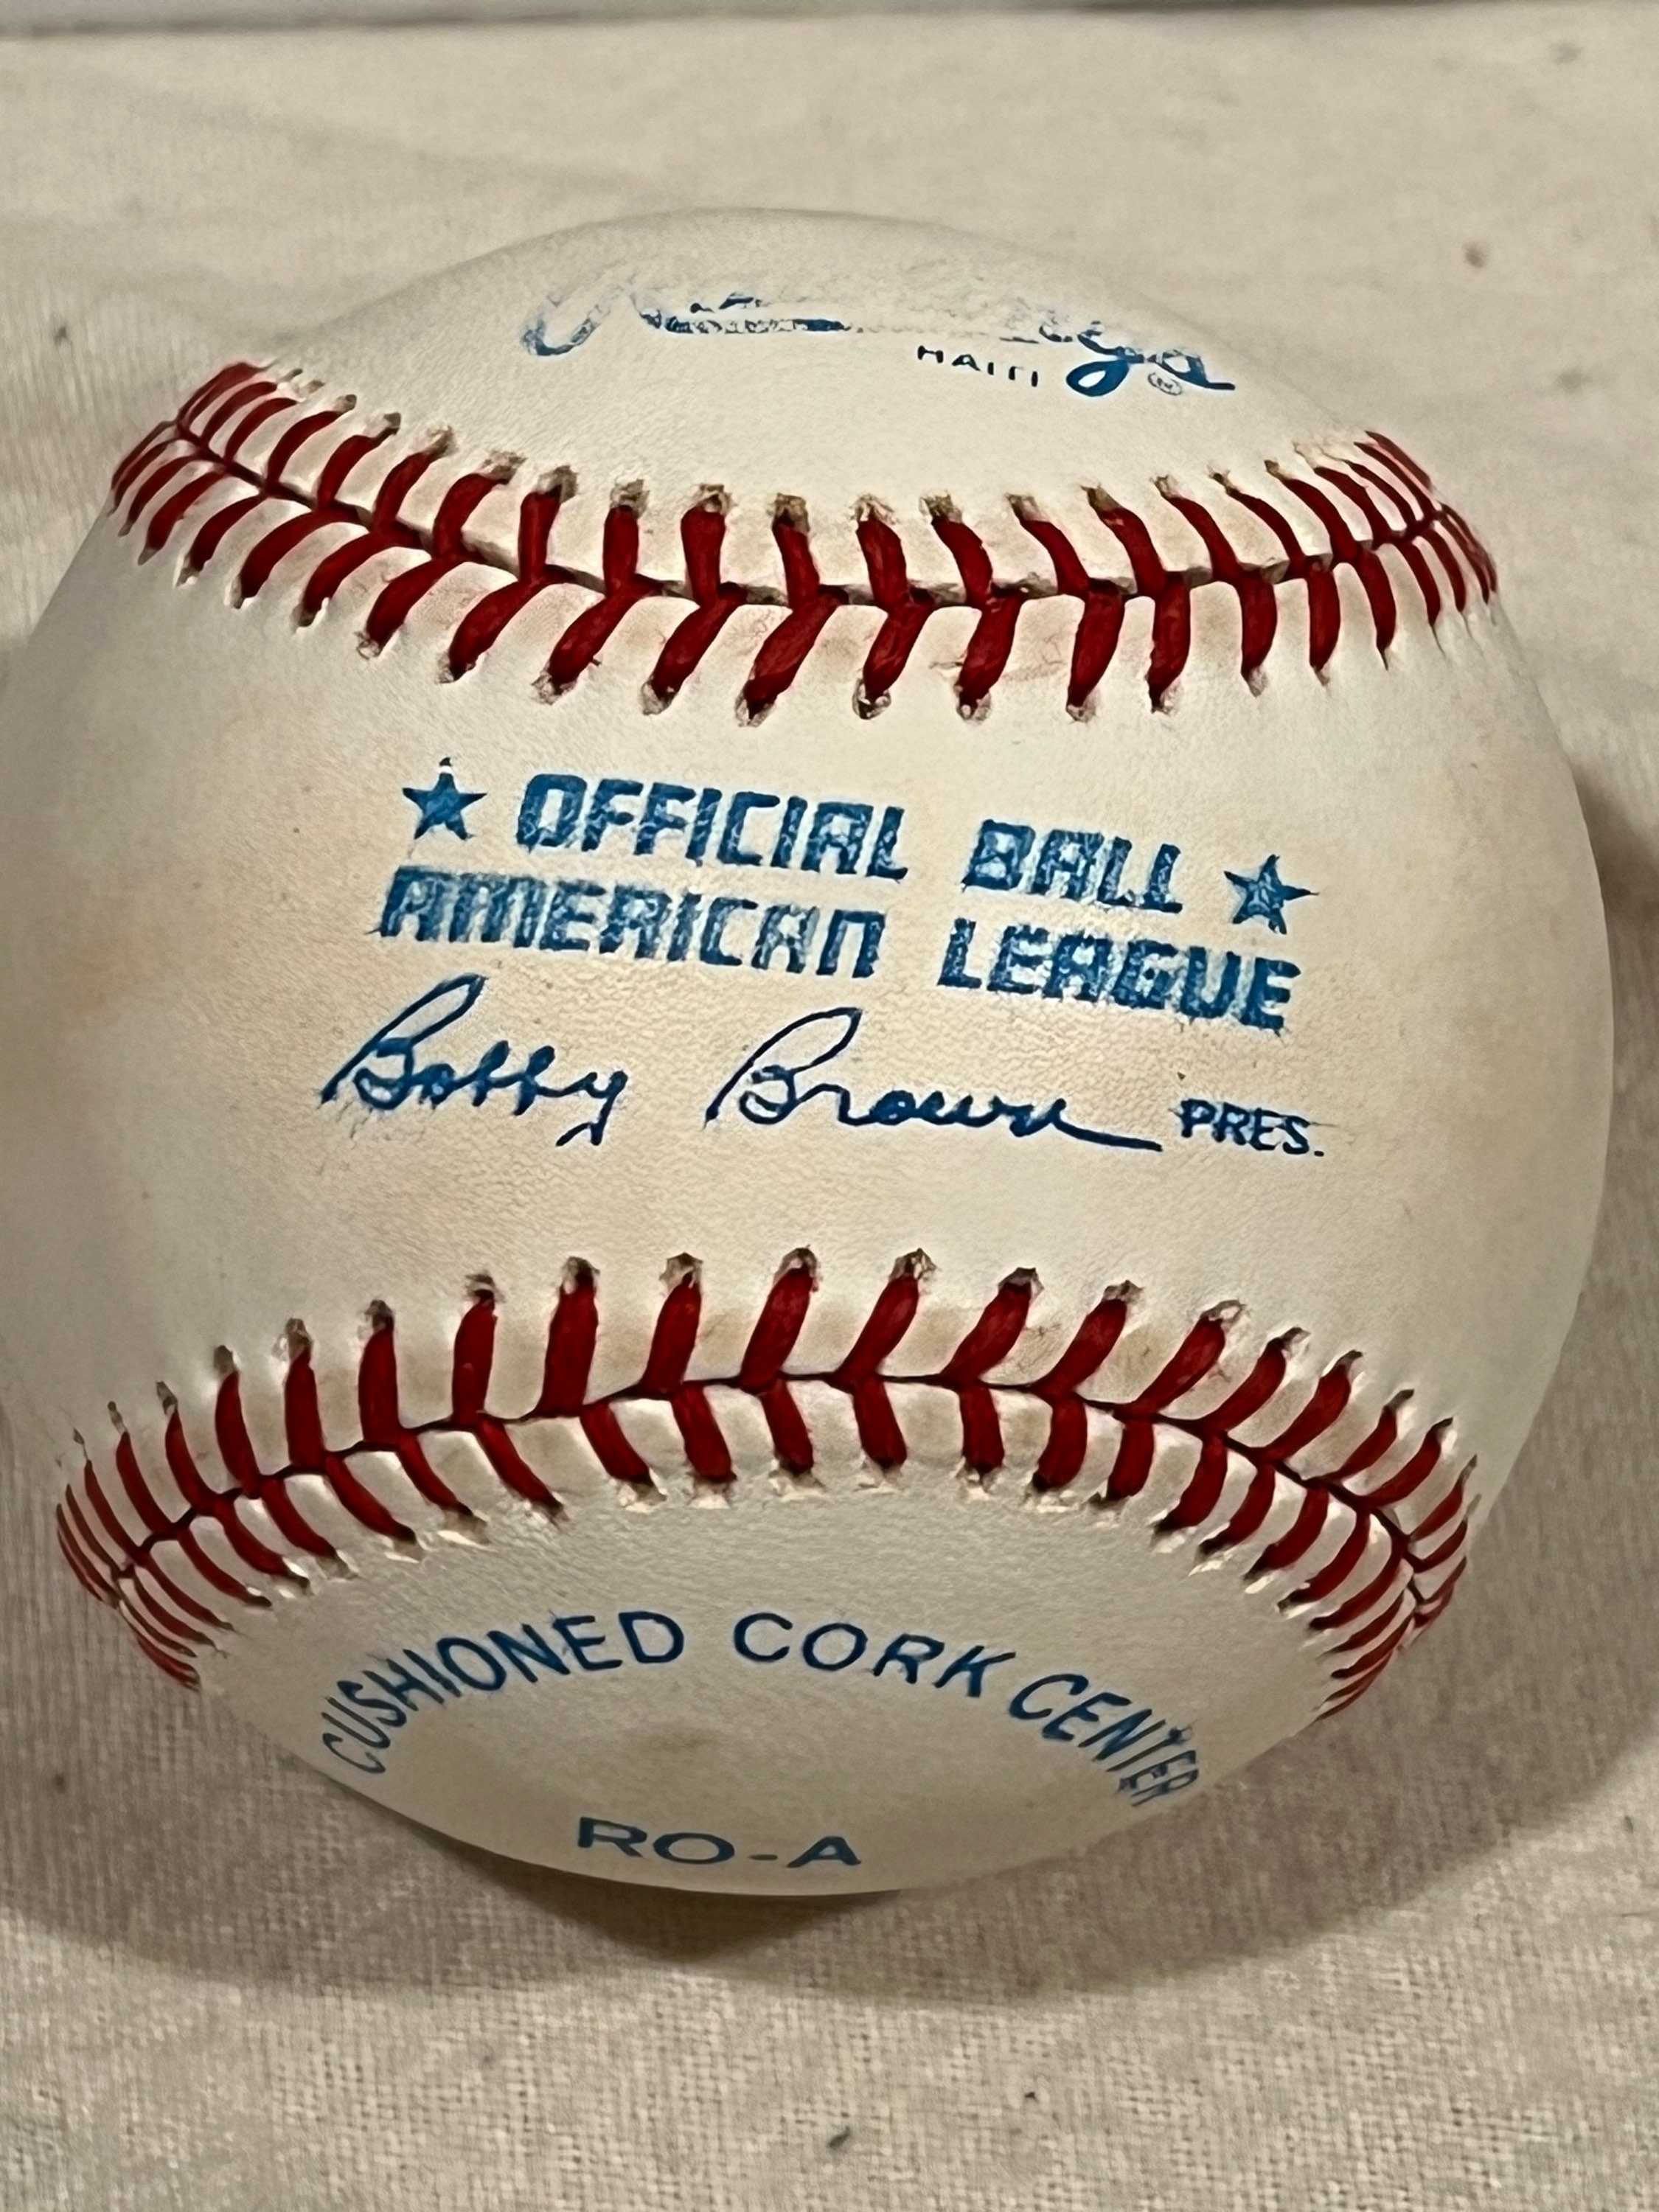 HAITI
★ OFFICIAL BALL ★
AMERICAN LEAGUE
Bobby Brown PRES.
CUSHIONED CORK CENTER
RO-A